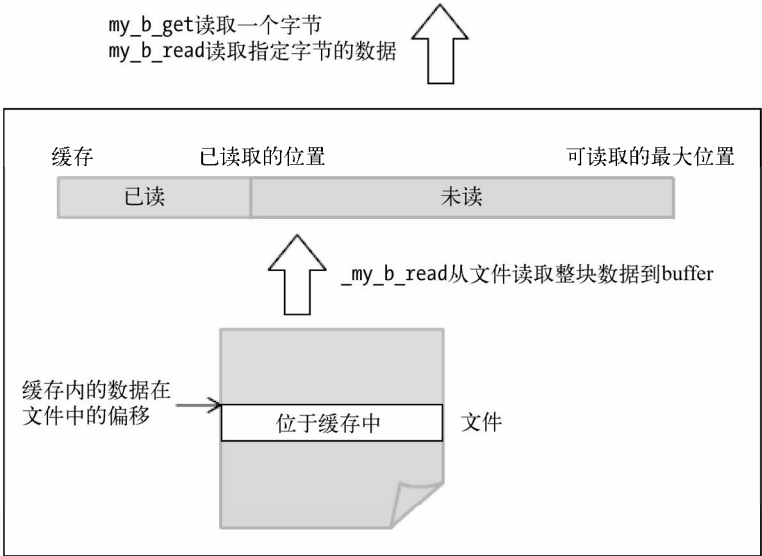 my_b_get读取一个字节
my_b_read读取指定字节的数据
缓存
已读取的位置
可读取的最大位置
已读
未读
_my_b_read从文件读取整块数据到buffer
缓存内的数据在
文件中的偏移
位于缓存中
文件